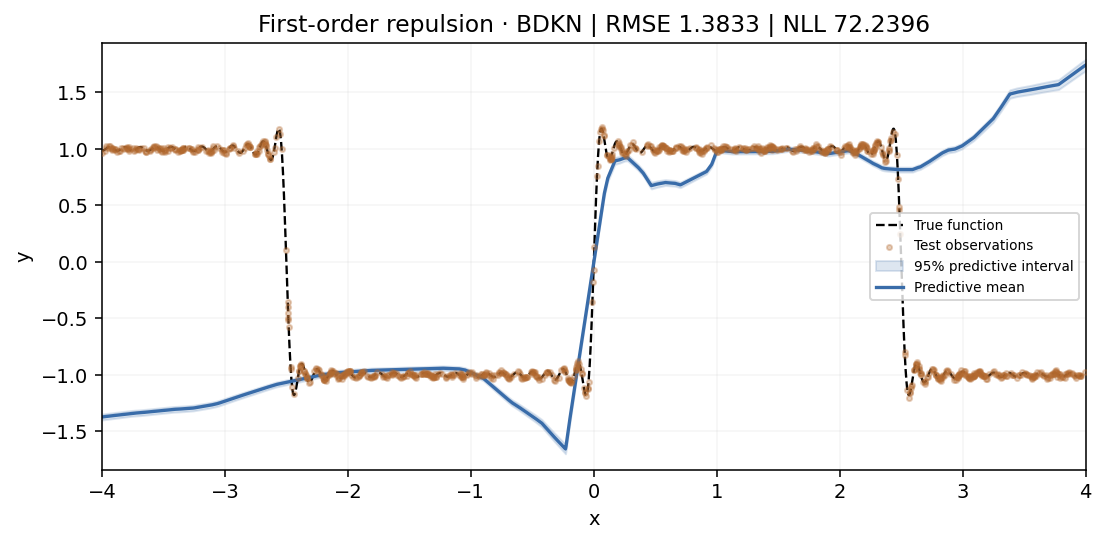 First-order repulsion · BDKN | RMSE 1.3833 | NLL 72.2396
1.5
1.0
0.5
0.0
−0.5
−1.0
−1.5
y
True function
Test observations
95% predictive interval
Predictive mean
−4
−3
−2
−1
0
1
2
3
4
x